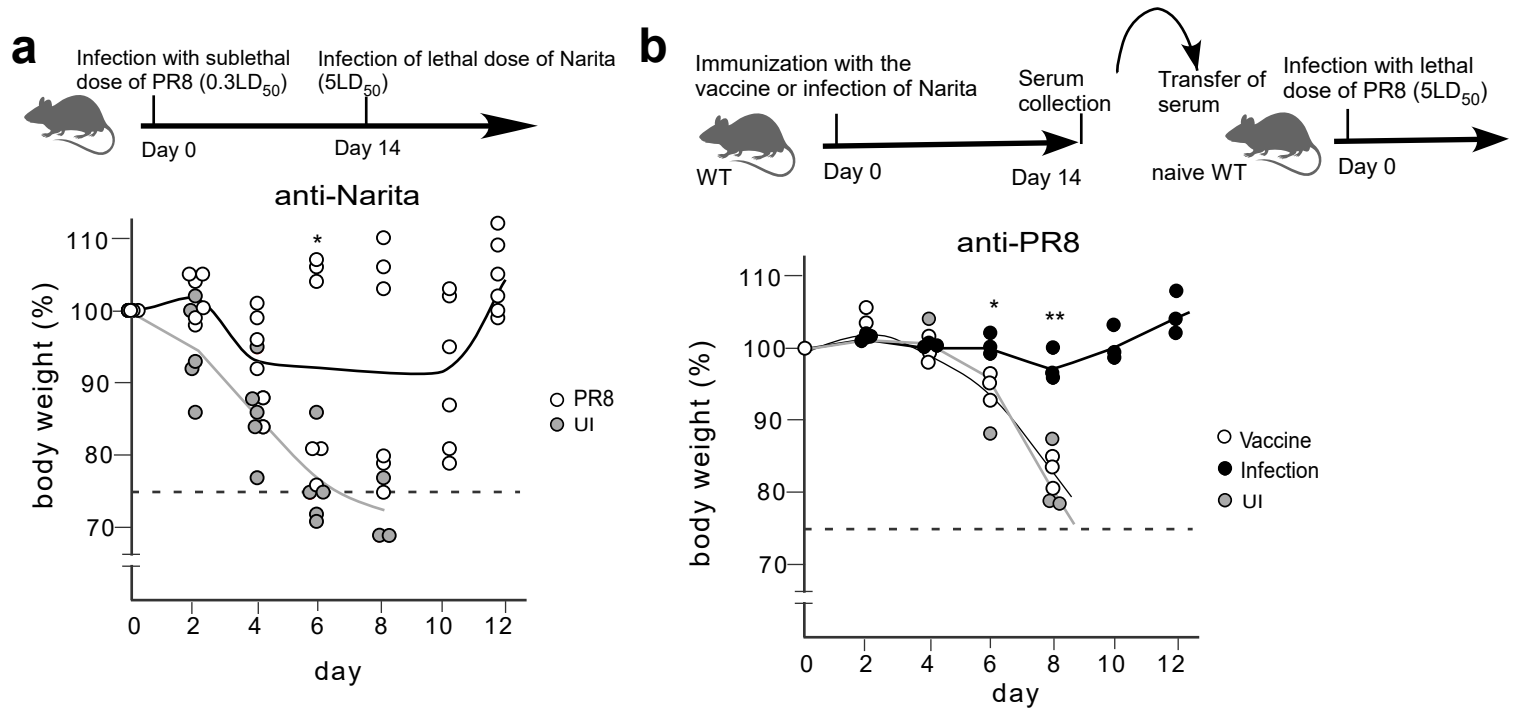 a
Infection with sublethal
dose of PR8 (0.3LD50)
Infection of lethal dose of Narita
(5LD50)
Day 0
Day 14
anti-Narita
*
110
100
90
80
70
body weight (%)
0 2 4 6 8 10 12
day
PR8
UI
b
Immunization with the
vaccine or infection of Narita
Serum
collection
Transfer of
serum
Infection with lethal
dose of PR8 (5LD50)
WT
Day 0
Day 14
naive WT
Day 0
anti-PR8
* **
110
100
90
80
70
body weight (%)
0 2 4 6 8 10 12
day
Vaccine
Infection
UI